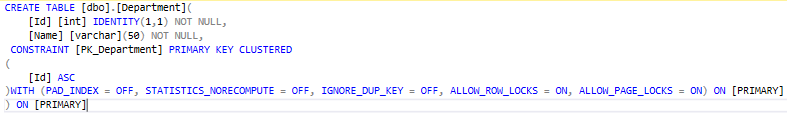 CREATE TABLE [dbo].[Department](
    [Id] [int] IDENTITY(1,1) NOT NULL,
    [Name] [varchar](50) NOT NULL,
 CONSTRAINT [PK_Department] PRIMARY KEY CLUSTERED
(
    [Id] ASC
)WITH (PAD_INDEX = OFF, STATISTICS_NORECOMPUTE = OFF, IGNORE_DUP_KEY = OFF, ALLOW_ROW_LOCKS = ON, ALLOW_PAGE_LOCKS = ON) ON [PRIMARY]
) ON [PRIMARY]